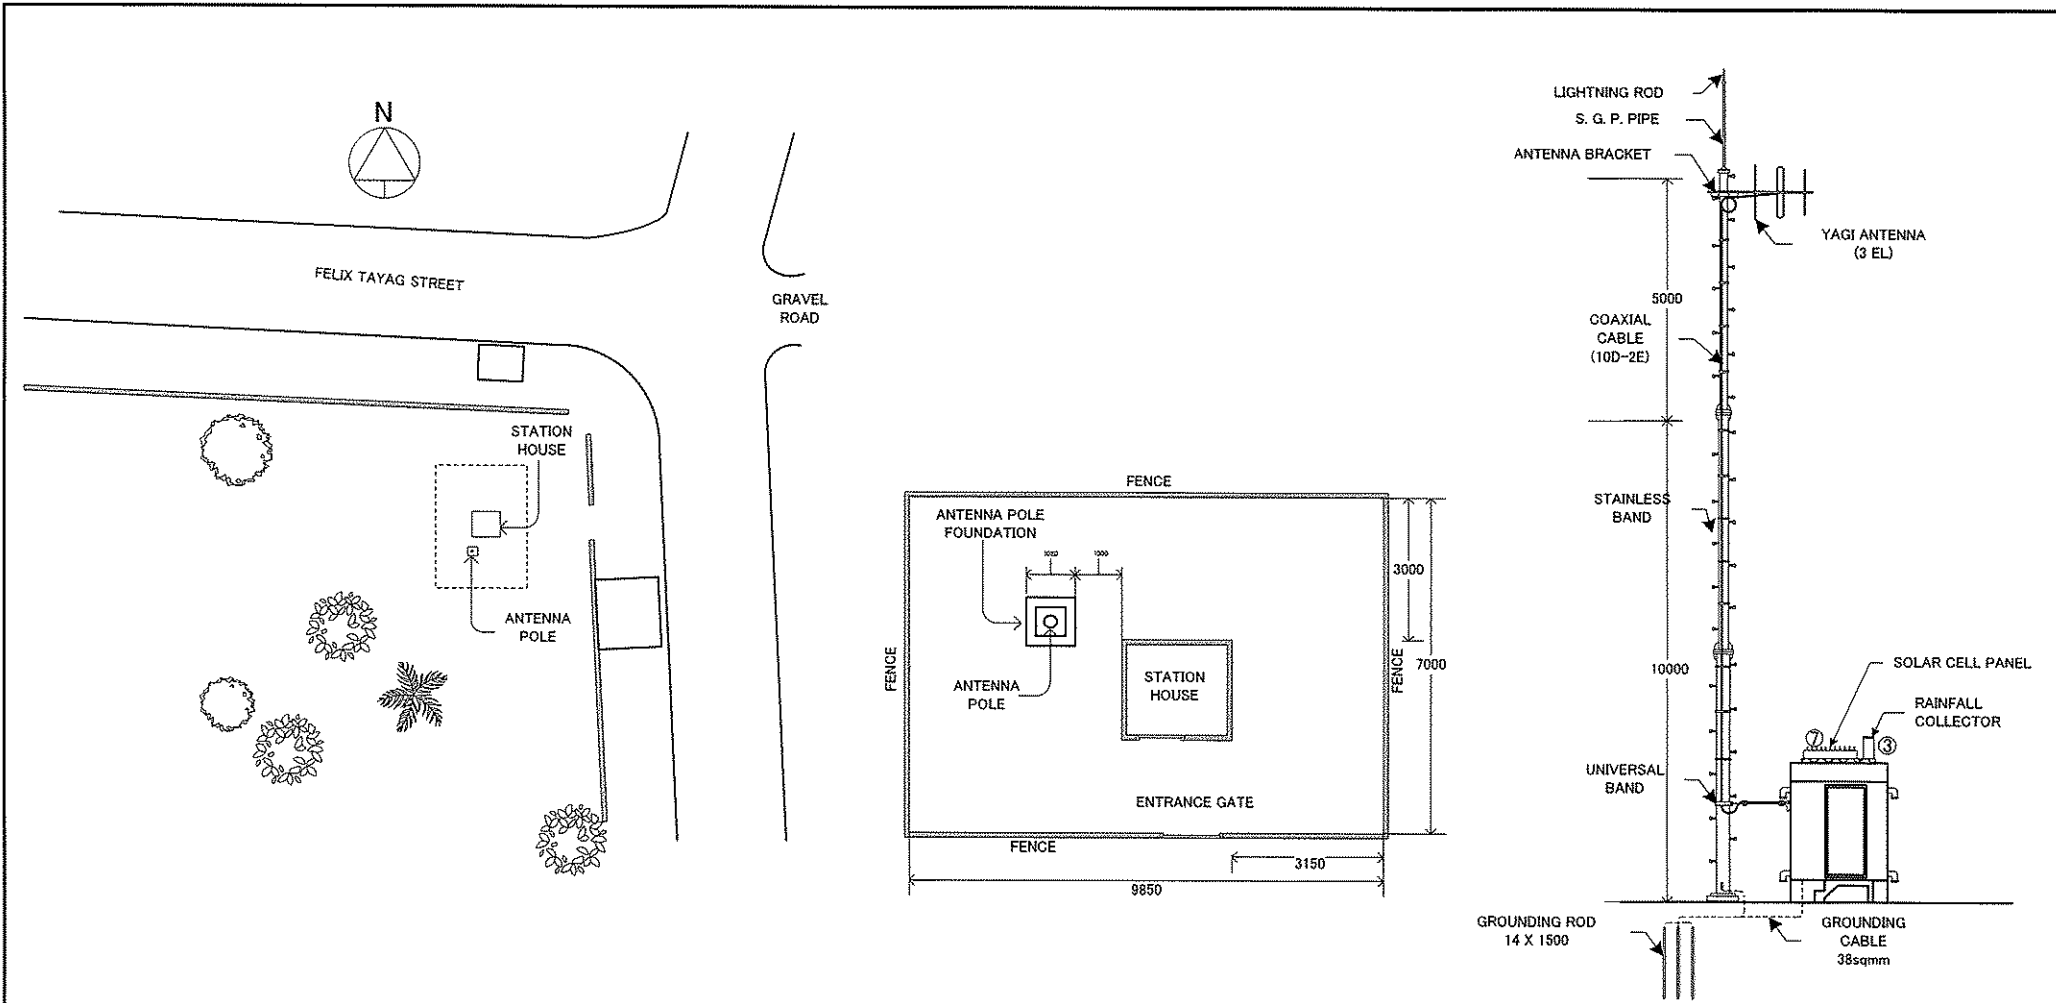 N
FELIX TAYAG STREET
GRAVEL
ROAD
STATION
HOUSE
ANTENNA
POLE
FENCE
ANTENNA POLE
FOUNDATION
1000
3000
7000
FENCE
FENCE
ANTENNA
POLE
STATION
HOUSE
ENTRANCE GATE
FENCE
3150
9850
LIGHTNING ROD
S. G. P. PIPE
ANTENNA BRACKET
YAGI ANTENNA
(3 EL)
5000
COAXIAL
CABLE
(10D-2E)
STAINLESS
BAND
10000
SOLAR CELL PANEL
RAINFALL
COLLECTOR
⑦
③
UNIVERSAL
BAND
GROUNDING ROD
14 X 1500
GROUNDING
CABLE
38sqmm